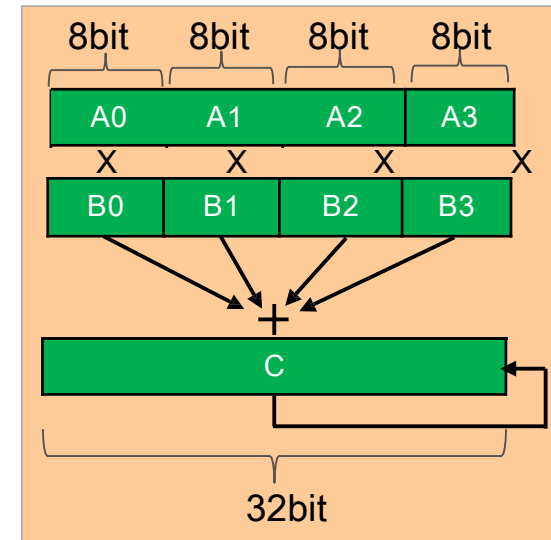 8bit 8bit 8bit 8bit
A0 A1 A2 A3
X X X X
B0 B1 B2 B3
+
C
32bit